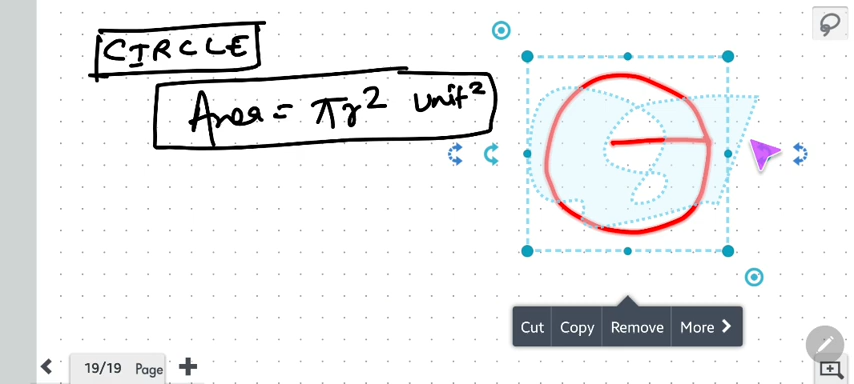 CIRCLE
Area = πr² unit²
Cut Copy Remove More
19/19 Page